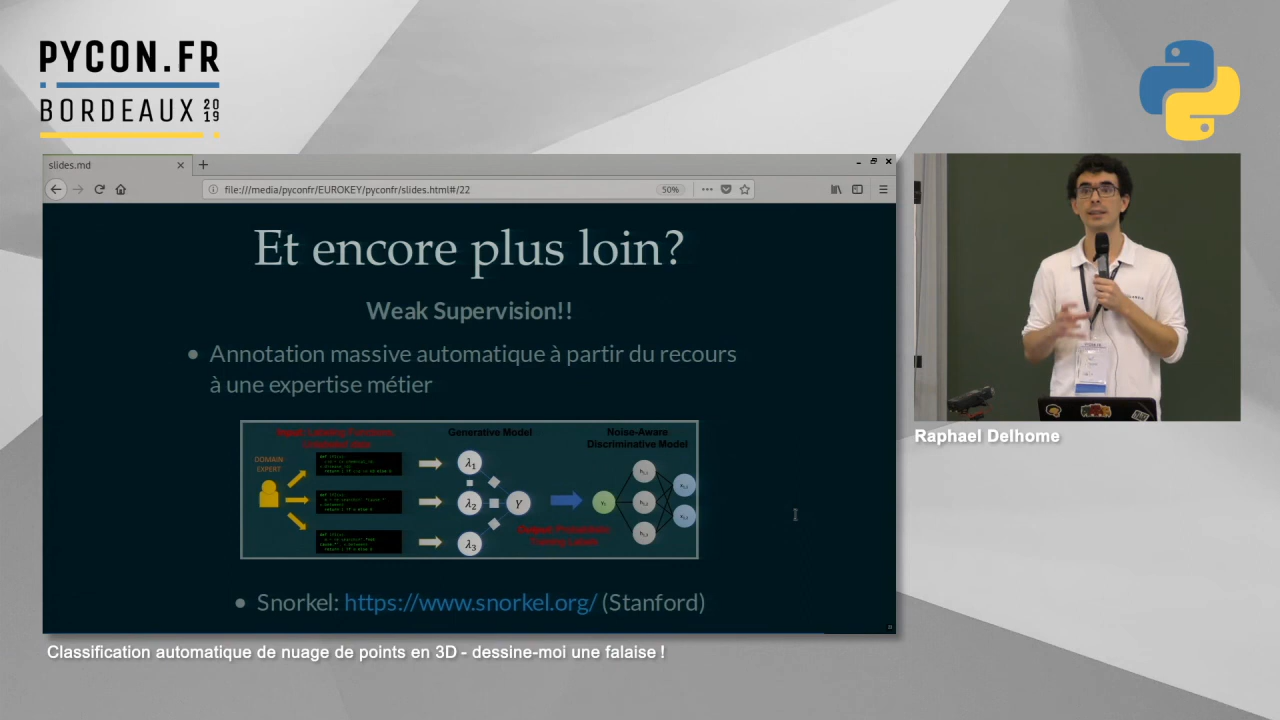 PYCON.FR
BORDEAUX 2019
slides.md
file:///media/pyconfr/EUROKEY/pyconfr/slides.html#/22
50%
Et encore plus loin?
Weak Supervision!!
• Annotation massive automatique à partir du recours
à une expertise métier
Generative Model
Noise-Aware
Discriminative Model
DOMAIN
EXPERT
λ1
λ2
λ3
Y
• Snorkel: https://www.snorkel.org/ (Stanford)
Raphael Delhome
Classification automatique de nuage de points en 3D - dessine-moi une falaise !